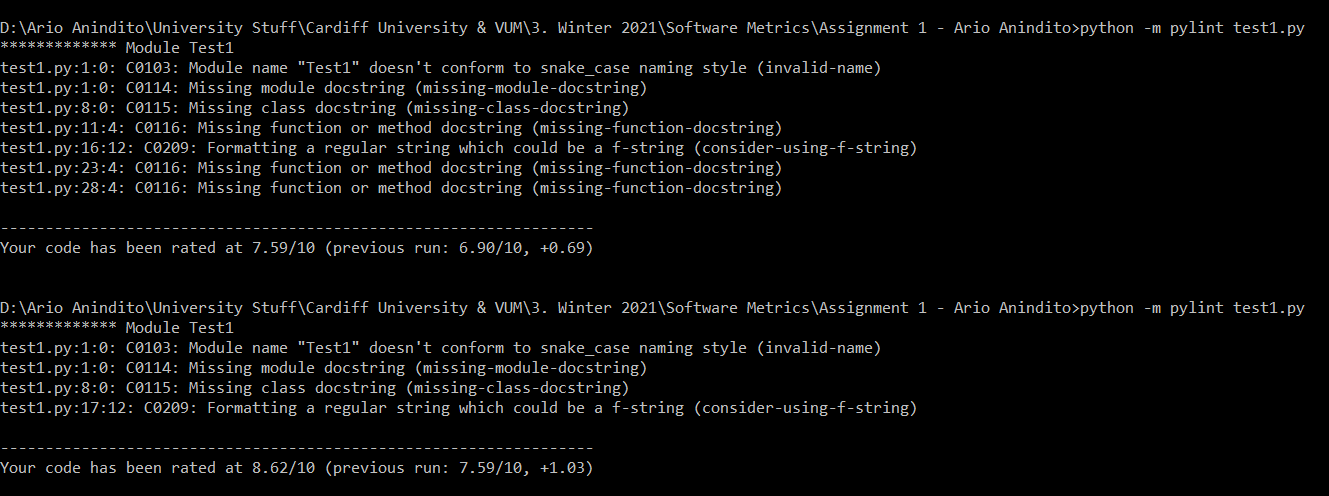 D:\Ario Anindito\University Stuff\Cardiff University & VUM\3. Winter 2021\Software Metrics\Assignment 1 - Ario Anindito>python -m pylint test1.py
************* Module Test1
test1.py:1:0: C0103: Module name "Test1" doesn't conform to snake_case naming style (invalid-name)
test1.py:1:0: C0114: Missing module docstring (missing-module-docstring)
test1.py:8:0: C0115: Missing class docstring (missing-class-docstring)
test1.py:11:4: C0116: Missing function or method docstring (missing-function-docstring)
test1.py:16:12: C0209: Formatting a regular string which could be a f-string (consider-using-f-string)
test1.py:23:4: C0116: Missing function or method docstring (missing-function-docstring)
test1.py:28:4: C0116: Missing function or method docstring (missing-function-docstring)
------------------------------------------------------------------
Your code has been rated at 7.59/10 (previous run: 6.90/10, +0.69)
D:\Ario Anindito\University Stuff\Cardiff University & VUM\3. Winter 2021\Software Metrics\Assignment 1 - Ario Anindito>python -m pylint test1.py
************* Module Test1
test1.py:1:0: C0103: Module name "Test1" doesn't conform to snake_case naming style (invalid-name)
test1.py:1:0: C0114: Missing module docstring (missing-module-docstring)
test1.py:8:0: C0115: Missing class docstring (missing-class-docstring)
test1.py:17:12: C0209: Formatting a regular string which could be a f-string (consider-using-f-string)
------------------------------------------------------------------
Your code has been rated at 8.62/10 (previous run: 7.59/10, +1.03)